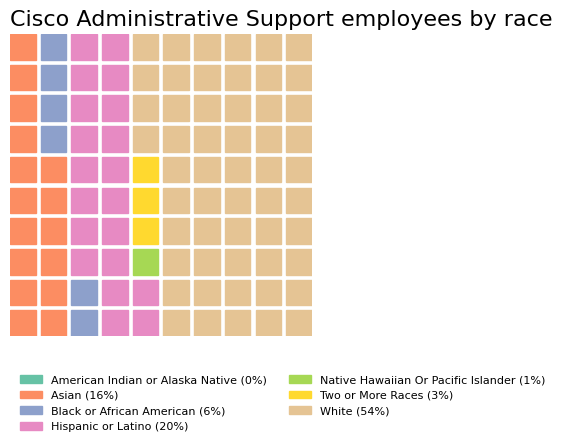 Cisco Administrative Support employees by race
American Indian or Alaska Native (0%)
Asian (16%)
Black or African American (6%)
Hispanic or Latino (20%)
Native Hawaiian Or Pacific Islander (1%)
Two or More Races (3%)
White (54%)